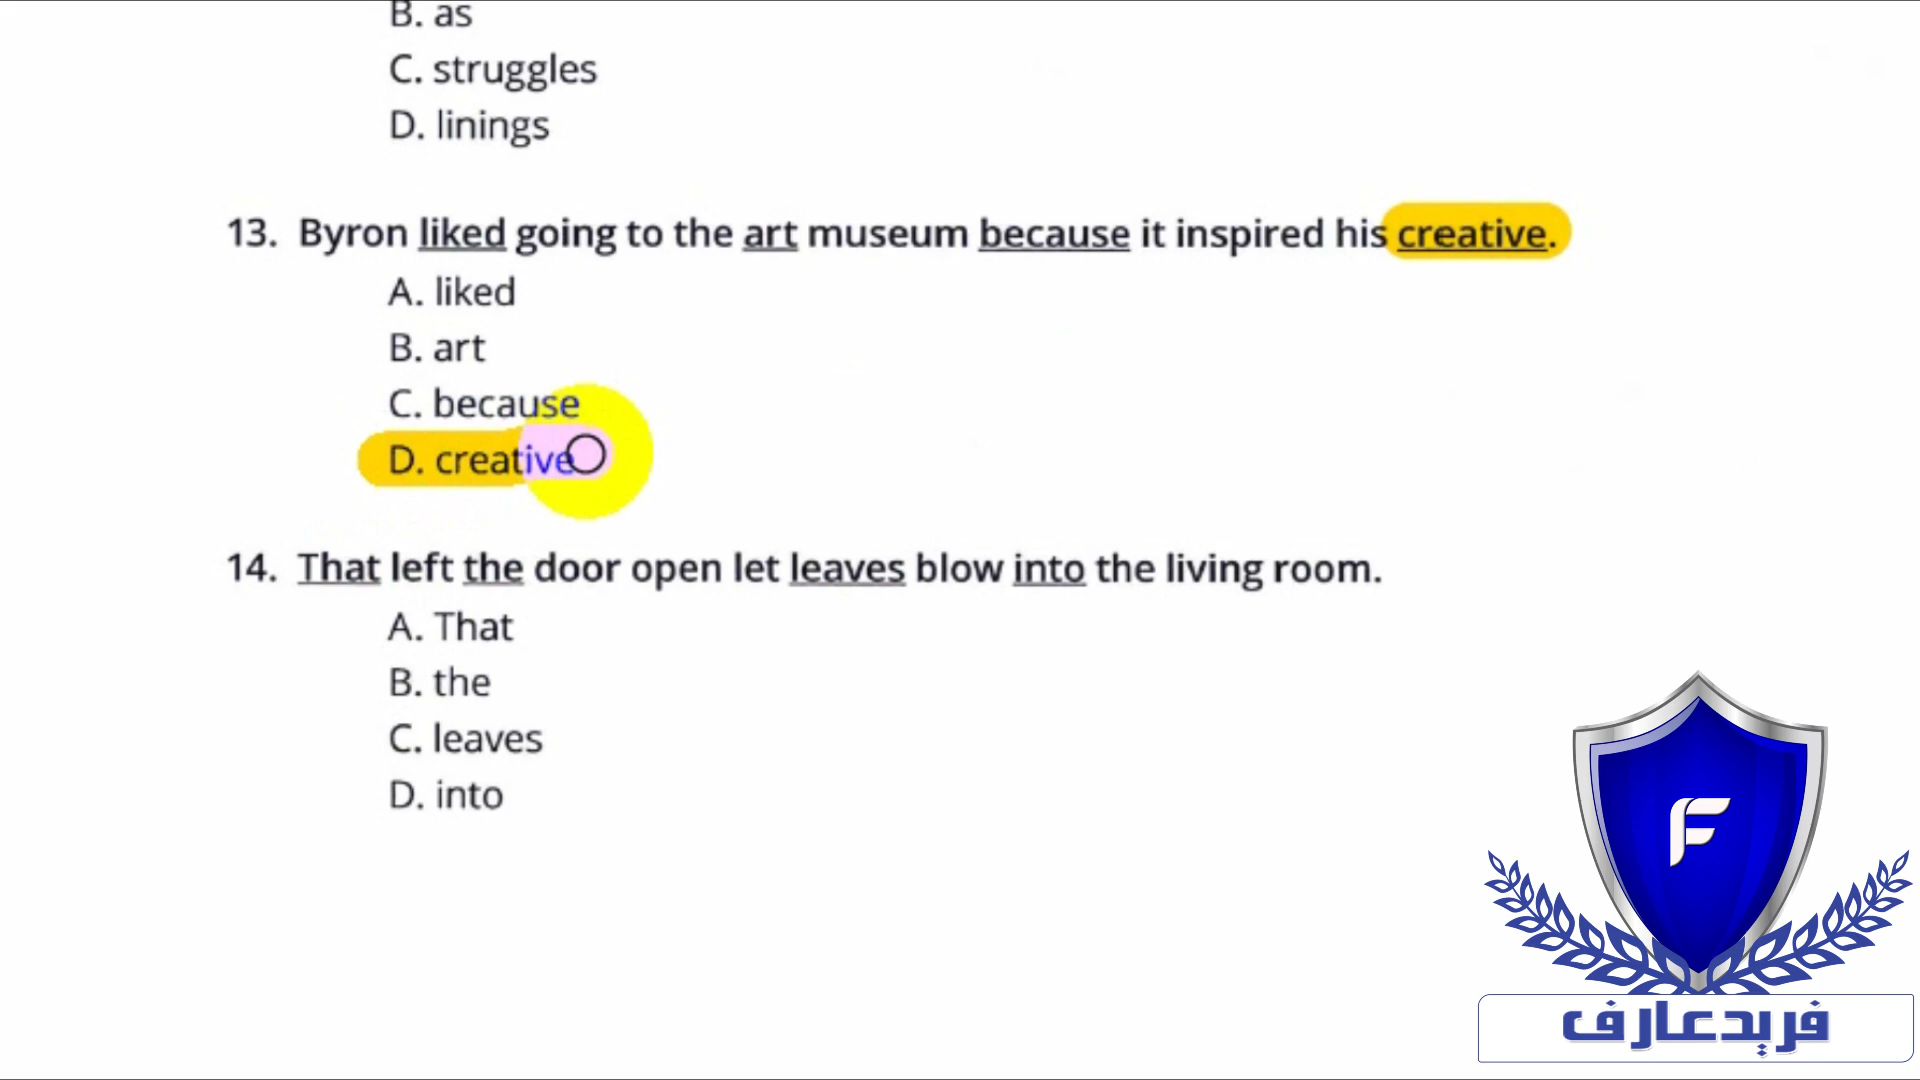 B. as
C. struggles
D. linings
13. Byron liked going to the art museum because it inspired his creative.
A. liked
B. art
C. because
D. creative
14. That left the door open let leaves blow into the living room.
A. That
B. the
C. leaves
D. into
F
فریدعارف